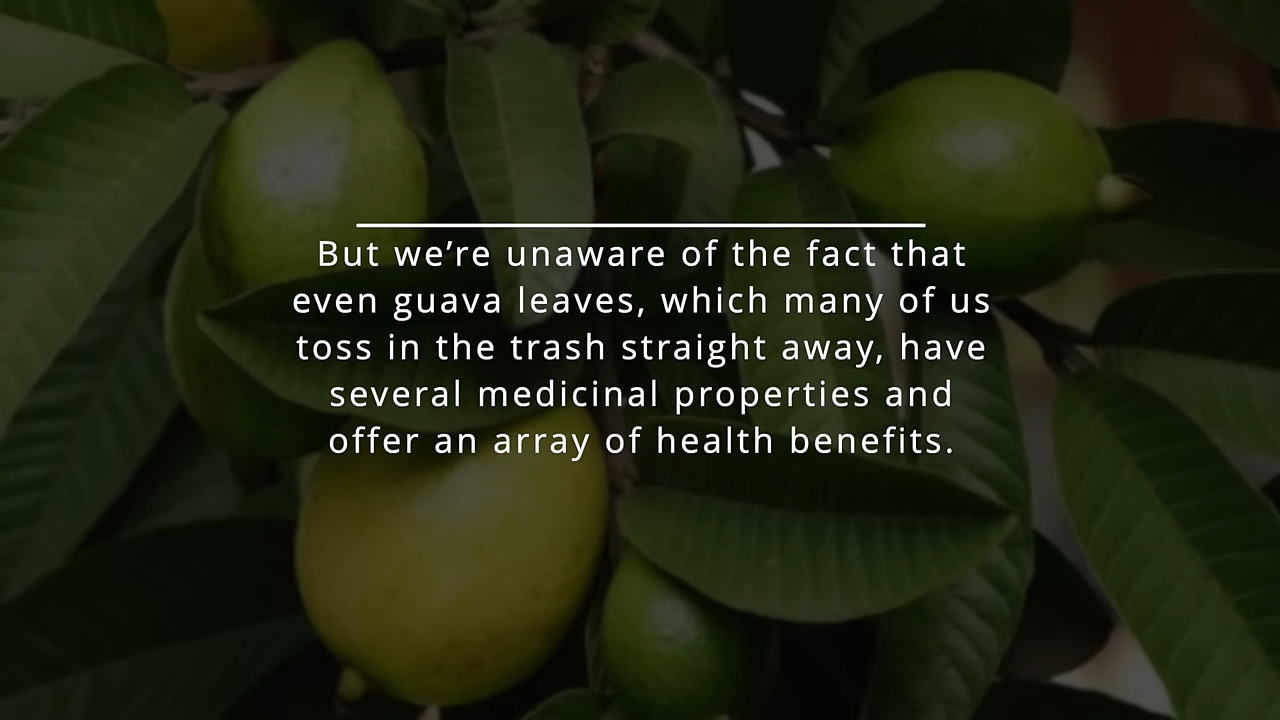 But we’re unaware of the fact that
even guava leaves, which many of us
toss in the trash straight away, have
several medicinal properties and
offer an array of health benefits.